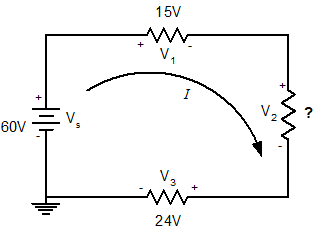 15V
+ -
V1
I
+
60V
Vs
-
+
V2
?
-
V3
- +
24V